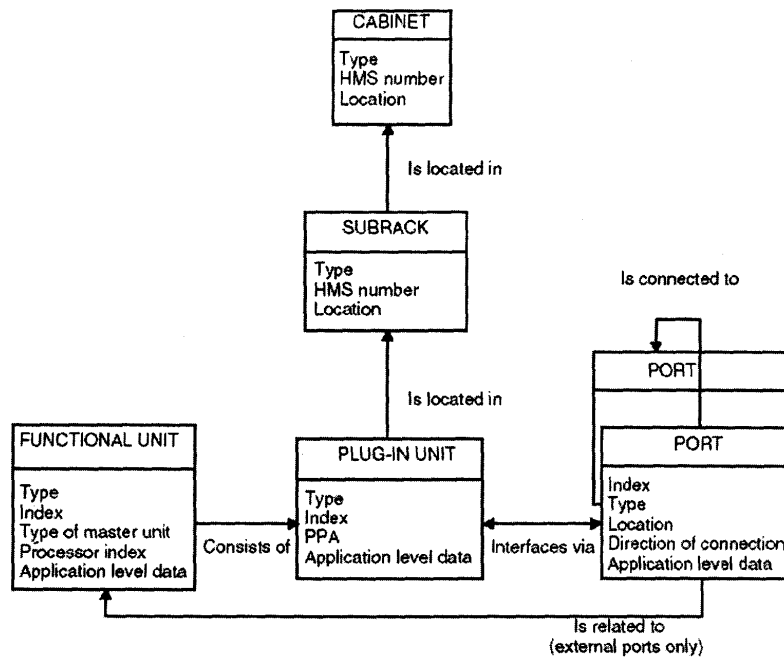 CABINET
Type
HMS number
Location
Is located in
SUBRACK
Type
HMS number
Location
Is connected to
PORT
Is located in
FUNCTIONAL UNIT
Type
Index
Type of master unit
Processor index
Application level data
Consists of
PLUG-IN UNIT
Type
Index
PPA
Application level data
Interfaces via
PORT
Index
Type
Location
Direction of connection
Application level data
Is related to
(external ports only)